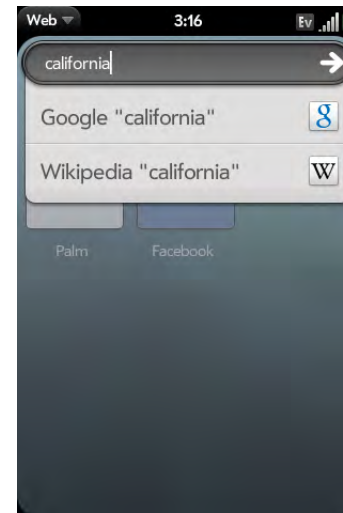 Web 3:16 Ev
california
Google "california" 8
Wikipedia "california" W
Palm Facebook